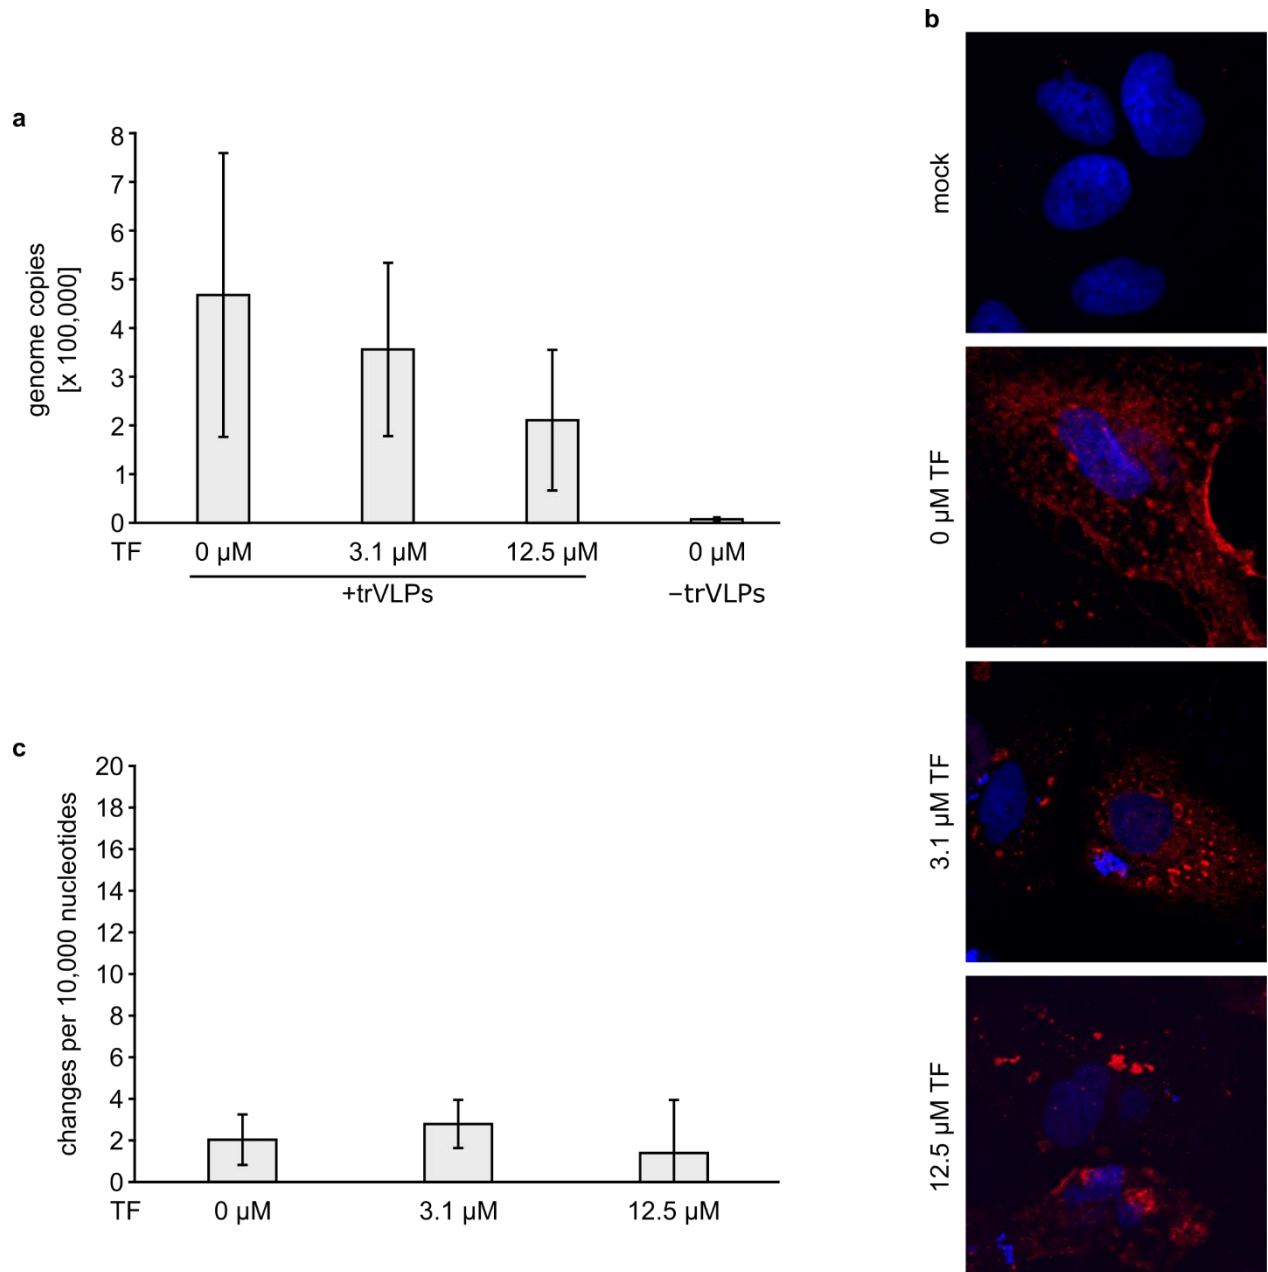 a
8
7
6
5
4
3
2
1
0
genome copies
[x 100,000]
TF 0 µM 3.1 µM 12.5 µM 0 µM
+trVLPs −trVLPs
b
mock
0 µM TF
3.1 µM TF
12.5 µM TF
c
20
18
16
14
12
10
8
6
4
2
0
changes per 10,000 nucleotides
TF 0 µM 3.1 µM 12.5 µM